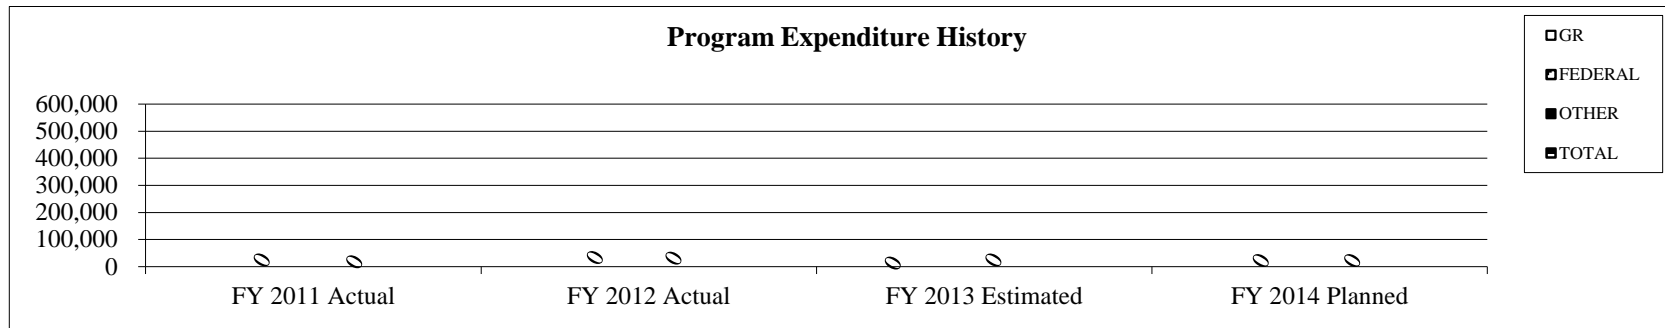 Program Expenditure History
GR
FEDERAL
OTHER
TOTAL
600,000
500,000
400,000
300,000
200,000
100,000
0
0 0 0 0 0 0 0 0
FY 2011 Actual FY 2012 Actual FY 2013 Estimated FY 2014 Planned